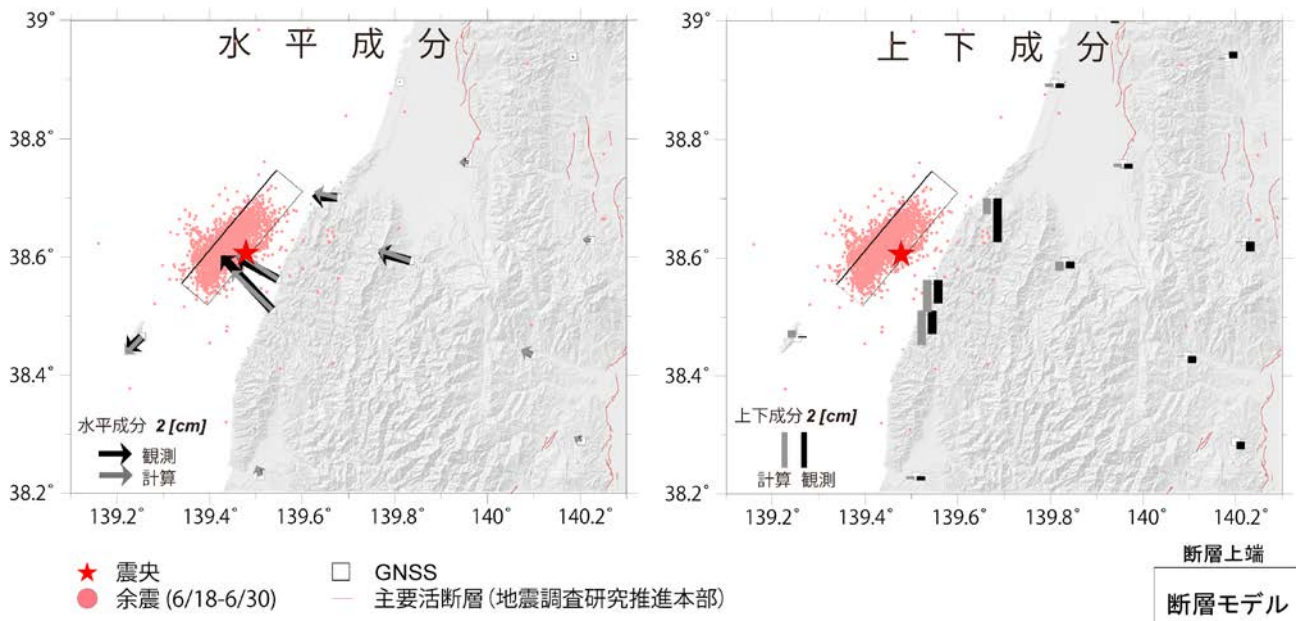 水平成分
39°
38.8°
38.6°
38.4°
38.2°
水平成分 2 [cm]
観測
計算
139.2° 139.4° 139.6° 139.8° 140° 140.2°
上下成分
39°
38.8°
38.6°
38.4°
38.2°
上下成分 2 [cm]
計算 観測
139.2° 139.4° 139.6° 139.8° 140° 140.2°
震央
GNSS
余震 (6/18-6/30)
主要活断層（地震調査研究推進本部）
断層上端
断層モデル